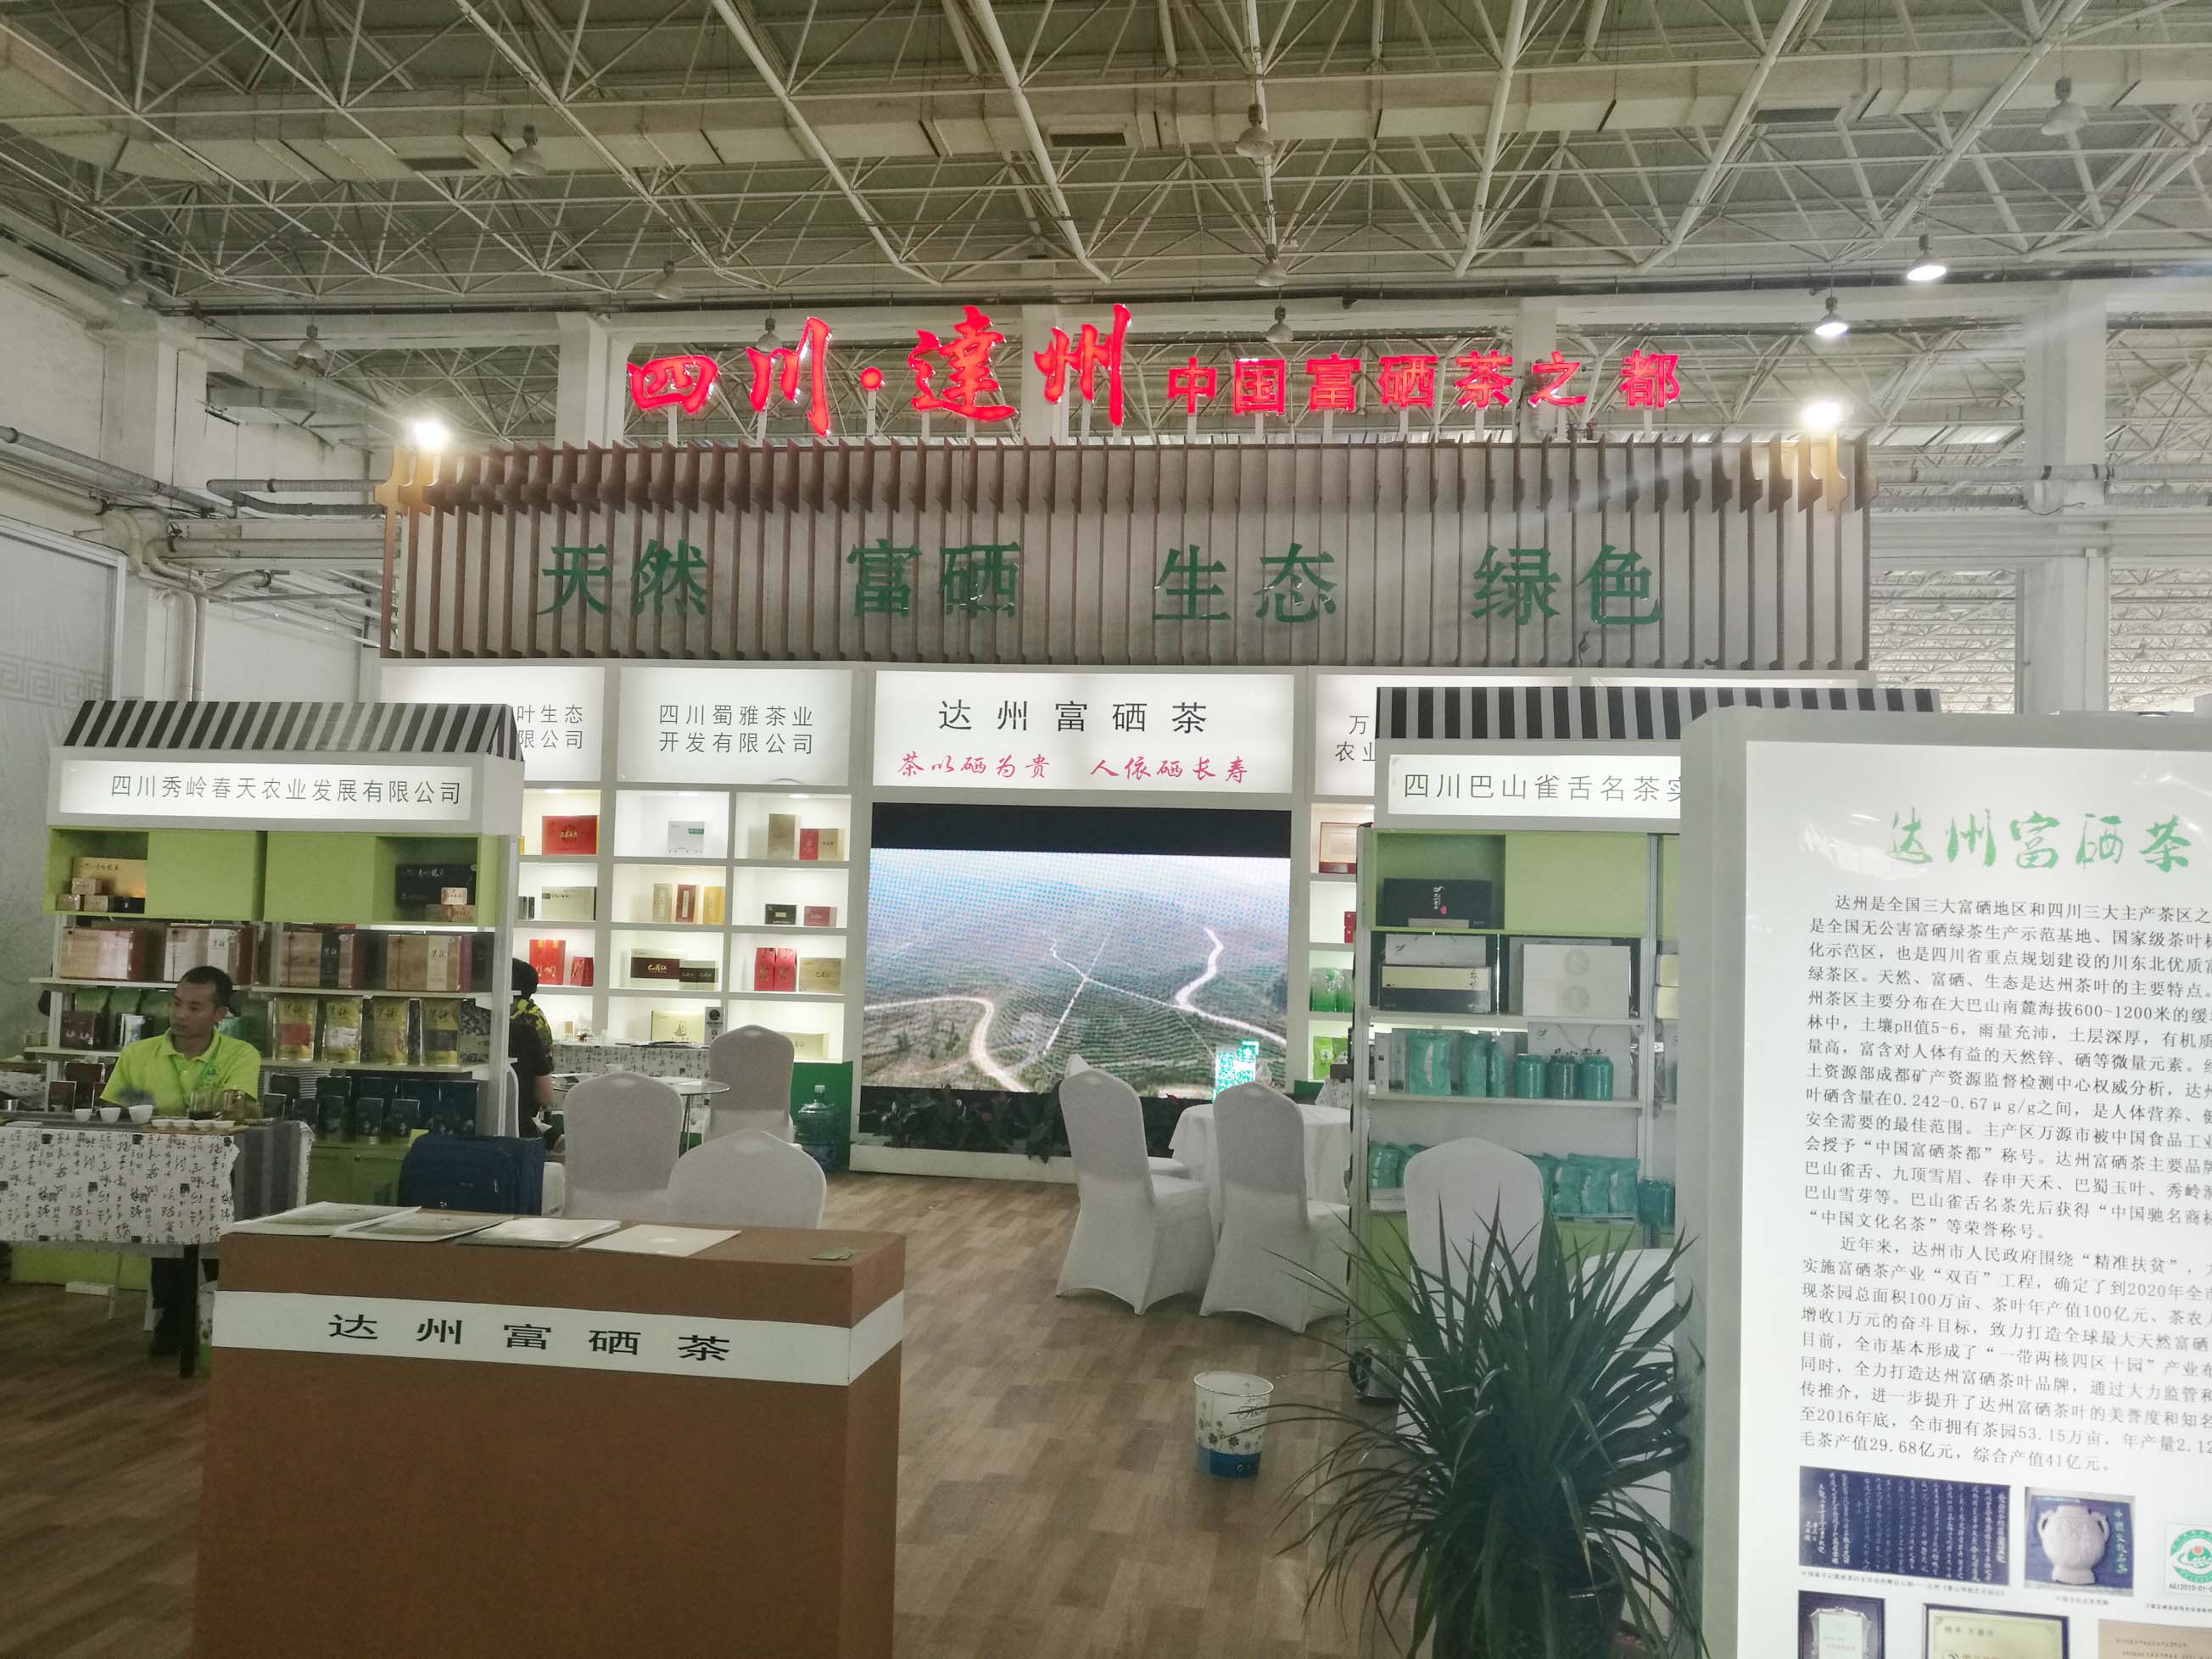 四川·達州 中国富硒茶之都
天然 富硒 生态 绿色
叶生态
限公司
四川蜀雅茶业
开发有限公司
达州富硒茶
茶以硒为贵 人依硒长寿
万
农业
四川秀岭春天农业发展有限公司
四川巴山雀舌名茶实
达州富硒茶
达州富硒茶
达州是全国三大富硒地区和四川三大主产茶区之
是全国无公害富硒绿茶生产示范基地、国家级茶叶标
化示范区，也是四川省重点规划建设的川东北优质富
绿茶区。天然、富硒、生态是达州茶叶的主要特点。
州茶区主要分布在大巴山南麓海拔600~1200米的缓
林中，土壤pH值5-6，雨量充沛，土层深厚，有机质
量高，富含对人体有益的天然锌、硒等微量元素。经
土资源部成都矿产资源监督检测中心权威分析，达州
叶硒含量在0.242~0.67μg/g之间，是人体营养、健
安全需要的最佳范围。主产区万源市被中国食品工业
会授予“中国富硒茶都”称号。达州富硒茶主要品牌
巴山雀舌、九顶雪眉、春申天禾、巴蜀玉叶、秀岭
巴山雪芽等。巴山雀舌名茶先后获得“中国驰名商标
“中国文化名茶”等荣誉称号。
近年来，达州市人民政府围绕“精准扶贫”，大
实施富硒茶产业“双百”工程，确定了到2020年全市
现茶园总面积100万亩、茶叶年产值100亿元、茶农人
增收1万元的奋斗目标，致力打造全球最大天然富硒
目前，全市基本形成了“一带两核四区十园”产业布
同时，全力打造达州富硒茶叶品牌，通过大力监管和
传推介，进一步提升了达州富硒茶叶的美誉度和知名
至2016年底，全市拥有茶园53.15万亩，年产量2.12
毛茶产值29.68亿元，综合产值41亿元。
中国文化名茶